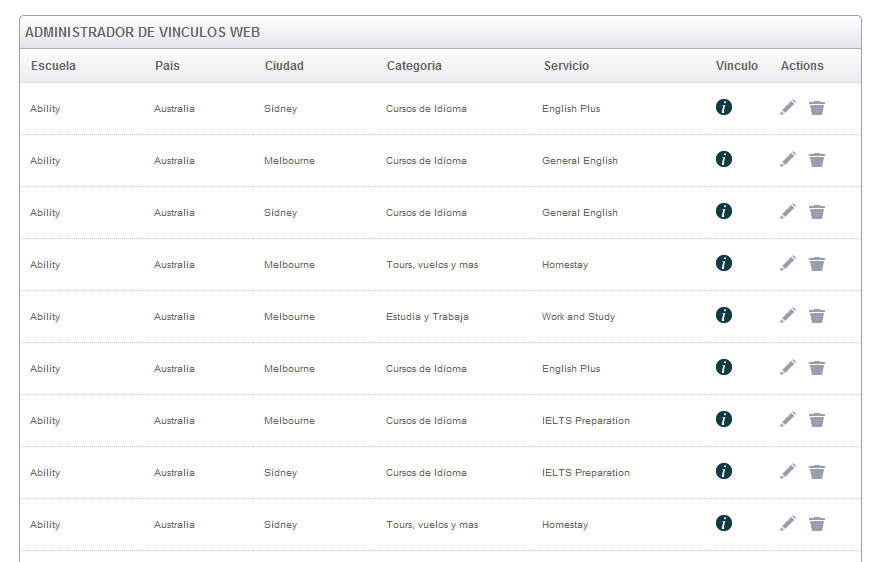 ADMINISTRADOR DE VINCULOS WEB
Escuela Pais Ciudad Categoria Servicio Vinculo Actions
Ability Australia Sidney Cursos de Idioma English Plus
Ability Australia Melbourne Cursos de Idioma General English
Ability Australia Sidney Cursos de Idioma General English
Ability Australia Melbourne Tours, vuelos y mas Homestay
Ability Australia Melbourne Estudia y Trabaja Work and Study
Ability Australia Melbourne Cursos de Idioma English Plus
Ability Australia Melbourne Cursos de Idioma IELTS Preparation
Ability Australia Sidney Cursos de Idioma IELTS Preparation
Ability Australia Sidney Tours, vuelos y mas Homestay